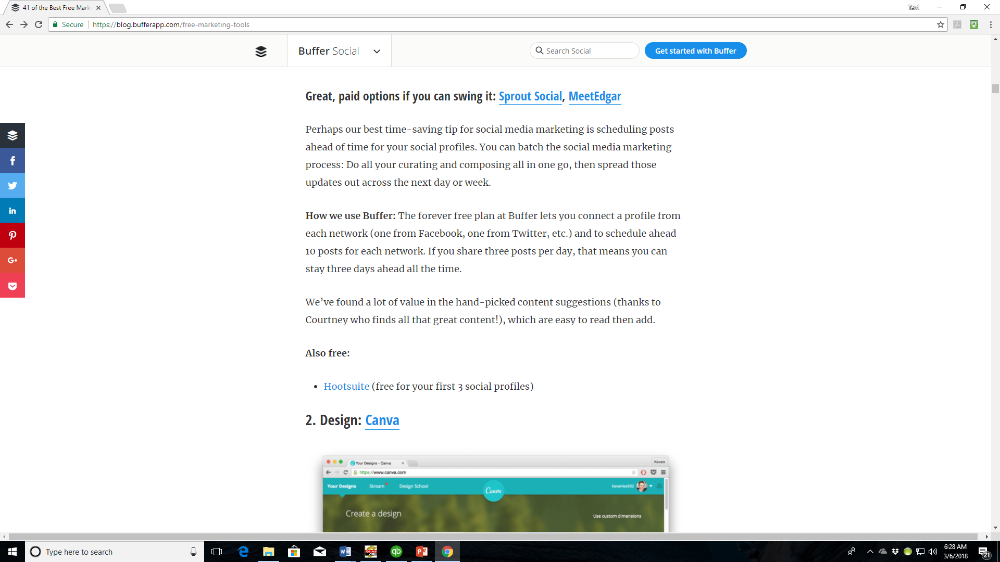 41 of the Best Free Mark
Terri
Secure
https://blog.bufferapp.com/free-marketing-tools
Buffer Social
Search Social
Get started with Buffer
Great, paid options if you can swing it: Sprout Social, MeetEdgar
Perhaps our best time-saving tip for social media marketing is scheduling posts
ahead of time for your social profiles. You can batch the social media marketing
process: Do all your curating and composing all in one go, then spread those
updates out across the next day or week.
How we use Buffer: The forever free plan at Buffer lets you connect a profile from
each network (one from Facebook, one from Twitter, etc.) and to schedule ahead
10 posts for each network. If you share three posts per day, that means you can
stay three days ahead all the time.
We’ve found a lot of value in the hand-picked content suggestions (thanks to
Courtney who finds all that great content!), which are easy to read then add.
Also free:
• Hootsuite (free for your first 3 social profiles)
2. Design: Canva
Your Designs - Canva
Kevan
https://www.canva.com
Your Designs
Stream
Design School
Canva
kevanlee932
Create a design
Use custom dimensions
Type here to search
6:28 AM
3/6/2018
21